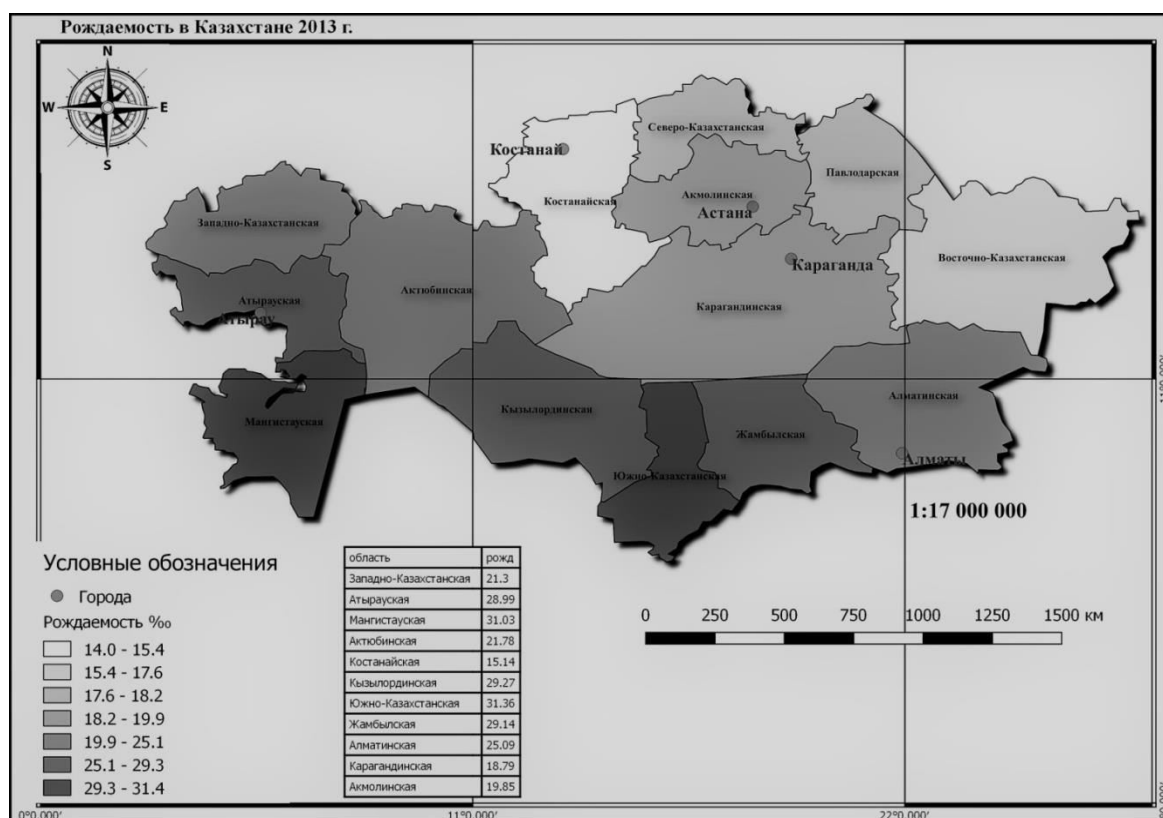 Рождаемость в Казахстане 2013 г.
N
W E
S
Северо-Казахстанская
Костанай
Павлодарская
Акмолинская
Костанайская
Астана
Западно-Казахстанская
Восточно-Казахстанская
Караганда
Актюбинская
Атырауская
Карагандинская
Атырау
Алматинская
Кызылординская
Мангистауская
Жамбылская
Алматы
Южно-Казахстанская
1:17 000 000
Условные обозначения
Города
Рождаемость ‰
14.0 - 15.4
15.4 - 17.6
17.6 - 18.2
18.2 - 19.9
19.9 - 25.1
25.1 - 29.3
29.3 - 31.4
область рожд
Западно-Казахстанская 21.3
Атырауская 28.99
Мангистауская 31.03
Актюбинская 21.78
Костанайская 15.14
Кызылординская 29.27
Южно-Казахстанская 31.36
Жамбылская 29.14
Алматинская 25.09
Карагандинская 18.79
Акмолинская 19.85
0 250 500 750 1000 1250 1500 км
0°0.000' 11°0.000' 22°0.000'